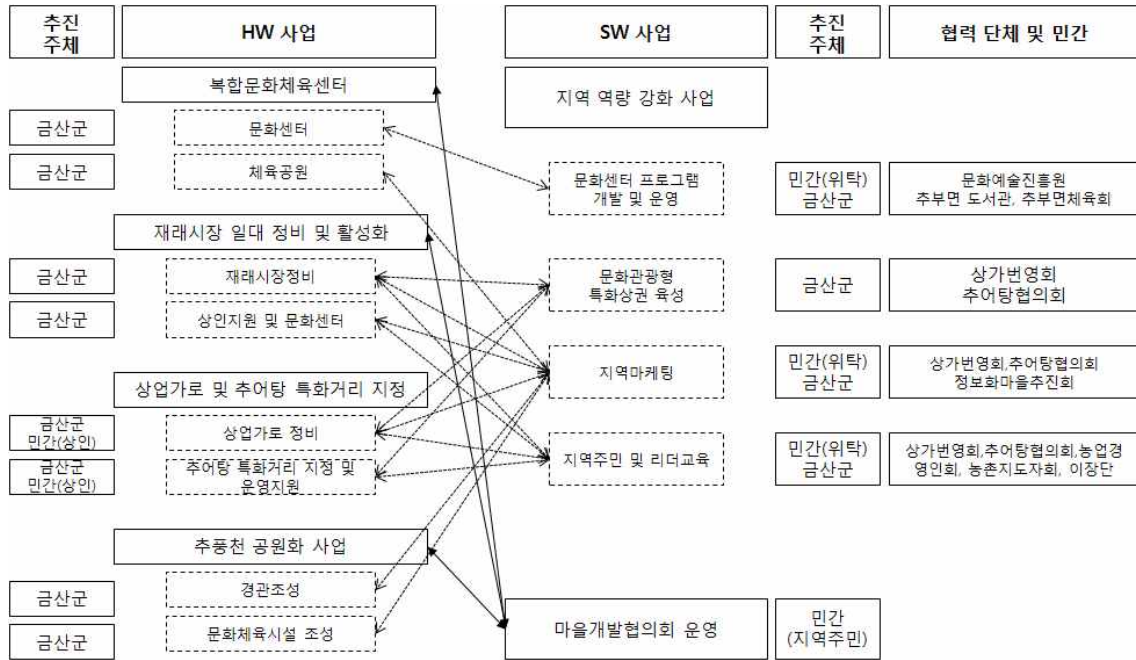 추진
주체
HW 사업
SW 사업
추진
주체
협력 단체 및 민간
복합문화체육센터
지역 역량 강화 사업
금산군
문화센터
금산군
체육공원
문화센터 프로그램
개발 및 운영
민간(위탁)
금산군
문화예술진흥원
추부면 도서관, 추부면체육회
재래시장 일대 정비 및 활성화
금산군
재래시장정비
문화관광형
특화상권 육성
금산군
상가번영회
추어탕협의회
금산군
상인지원 및 문화센터
지역마케팅
민간(위탁)
금산군
상가번영회,추어탕협의회
정보화마을추진회
상업가로 및 추어탕 특화거리 지정
금산군
민간(상인)
상업가로 정비
지역주민 및 리더교육
민간(위탁)
금산군
상가번영회,추어탕협의회,농업경
영인회, 농촌지도자회, 이장단
금산군
민간(상인)
추어탕 특화거리 지정 및
운영지원
추풍천 공원화 사업
금산군
경관조성
금산군
문화체육시설 조성
마을개발협의회 운영
민간
(지역주민)